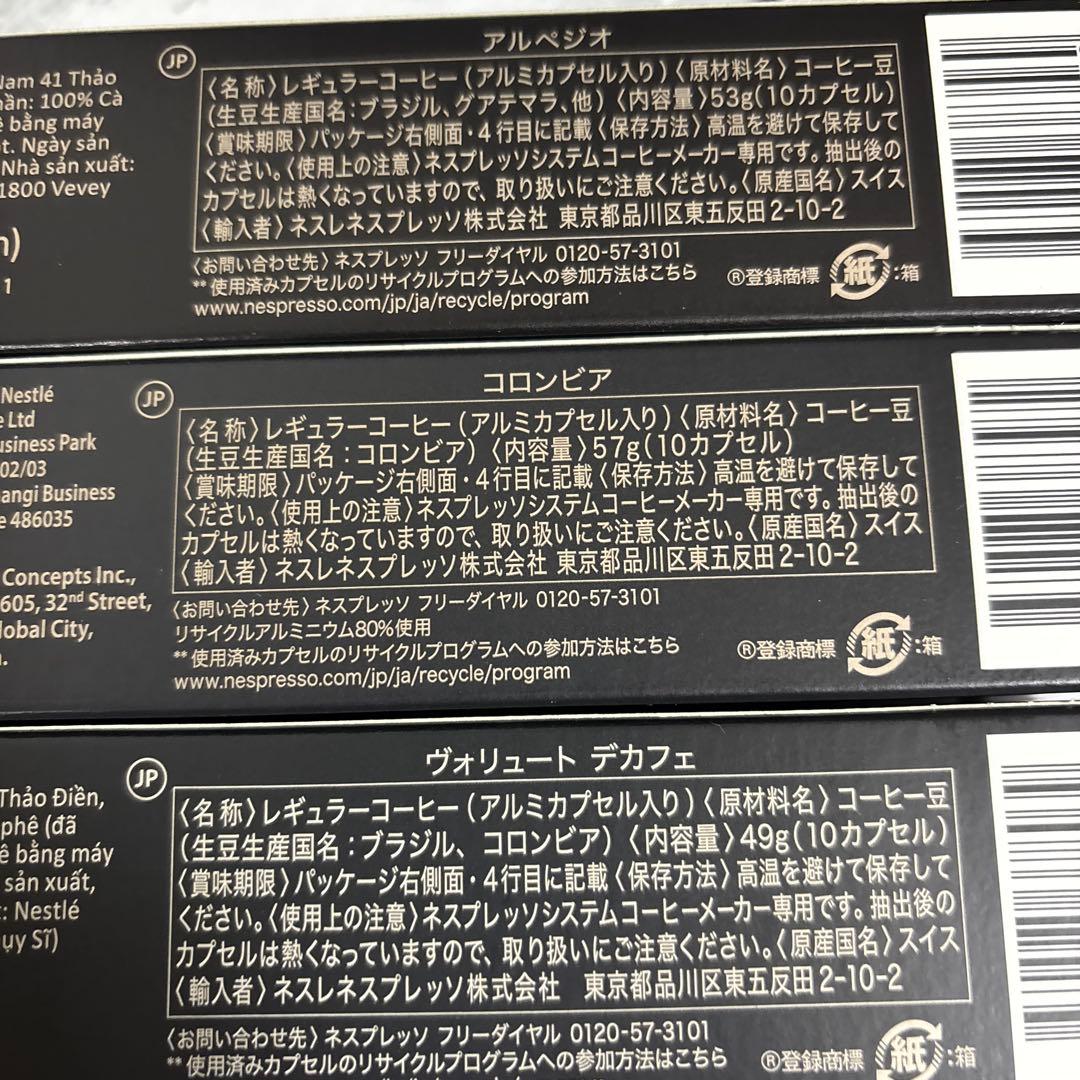 アルペジオ
Nam 41 Thảo
hần: 100% Cà
ê bằng máy
t. Ngày sản
Nhà sản xuất:
1800 Vevey
n)
1
JP
〈名 称〉レギュラーコーヒー(アルミカプセル入り)〈原材料名〉コーヒー豆
(生豆生産国名:ブラジル、グアテマラ、他)〈内容量〉53g(10カプセル)
〈賞味期限〉パッケージ右側面・4行目に記載〈保存方法〉高温を避けて保存して
ください。〈使用上の注意〉ネスプレッソシステムコーヒーメーカー専用です。抽出後の
カプセルは熱くなっていますので、取り扱いにご注意ください。〈原産国名〉スイス
〈輸入者〉ネスレネスプレッソ株式会社 東京都品川区東五反田2-10-2
〈お問い合わせ先〉ネスプレッソ フリーダイヤル 0120-57-3101
** 使用済みカプセルのリサイクルプログラムへの参加方法はこちら
www.nespresso.com/jp/ja/recycle/program
®登録商標
紙:箱
コロンビア
Nestlé
e Ltd
usiness Park
02/03
angi Business
e 486035
Concepts Inc.,
605, 32nd Street,
lobal City,
JP
〈名 称〉レギュラーコーヒー(アルミカプセル入り)〈原材料名〉コーヒー豆
(生豆生産国名:コロンビア)〈内容量〉57g(10カプセル)
〈賞味期限〉パッケージ右側面・4行目に記載〈保存方法〉高温を避けて保存して
ください。〈使用上の注意〉ネスプレッソシステムコーヒーメーカー専用です。抽出後の
カプセルは熱くなっていますので、取り扱いにご注意ください。〈原産国名〉スイス
〈輸入者〉ネスレネスプレッソ株式会社 東京都品川区東五反田2-10-2
〈お問い合わせ先〉ネスプレッソ フリーダイヤル 0120-57-3101
リサイクルアルミニウム80%使用
** 使用済みカプセルのリサイクルプログラムへの参加方法はこちら
www.nespresso.com/jp/ja/recycle/program
®登録商標
紙:箱
ヴォリュート デカフェ
Thảo Điền,
phê (đã
ê bằng máy
sản xuất,
t: Nestlé
ụy Sĩ)
JP
〈名 称〉レギュラーコーヒー(アルミカプセル入り)〈原材料名〉コーヒー豆
(生豆生産国名:ブラジル、コロンビア)〈内容量〉49g(10カプセル)
〈賞味期限〉パッケージ右側面・4行目に記載〈保存方法〉高温を避けて保存して
ください。〈使用上の注意〉ネスプレッソシステムコーヒーメーカー専用です。抽出後の
カプセルは熱くなっていますので、取り扱いにご注意ください。〈原産国名〉スイス
〈輸入者〉ネスレネスプレッソ株式会社 東京都品川区東五反田2-10-2
〈お問い合わせ先〉ネスプレッソ フリーダイヤル 0120-57-3101
** 使用済みカプセルのリサイクルプログラムへの参加方法はこちら
®登録商標
紙:箱